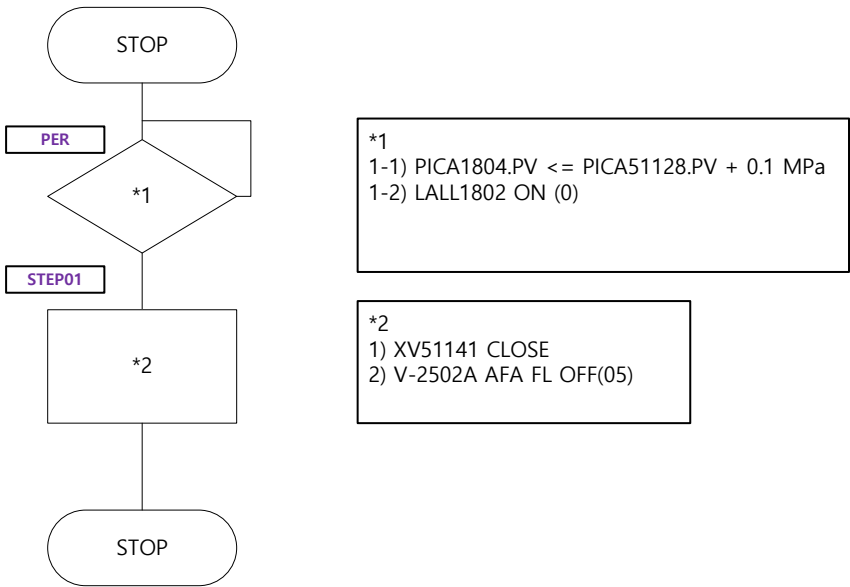 STOP
PER
*1
*1
1-1) PICA1804.PV <= PICA51128.PV + 0.1 MPa
1-2) LALL1802 ON (0)
STEP01
*2
*2
1) XV51141 CLOSE
2) V-2502A AFA FL OFF(05)
STOP